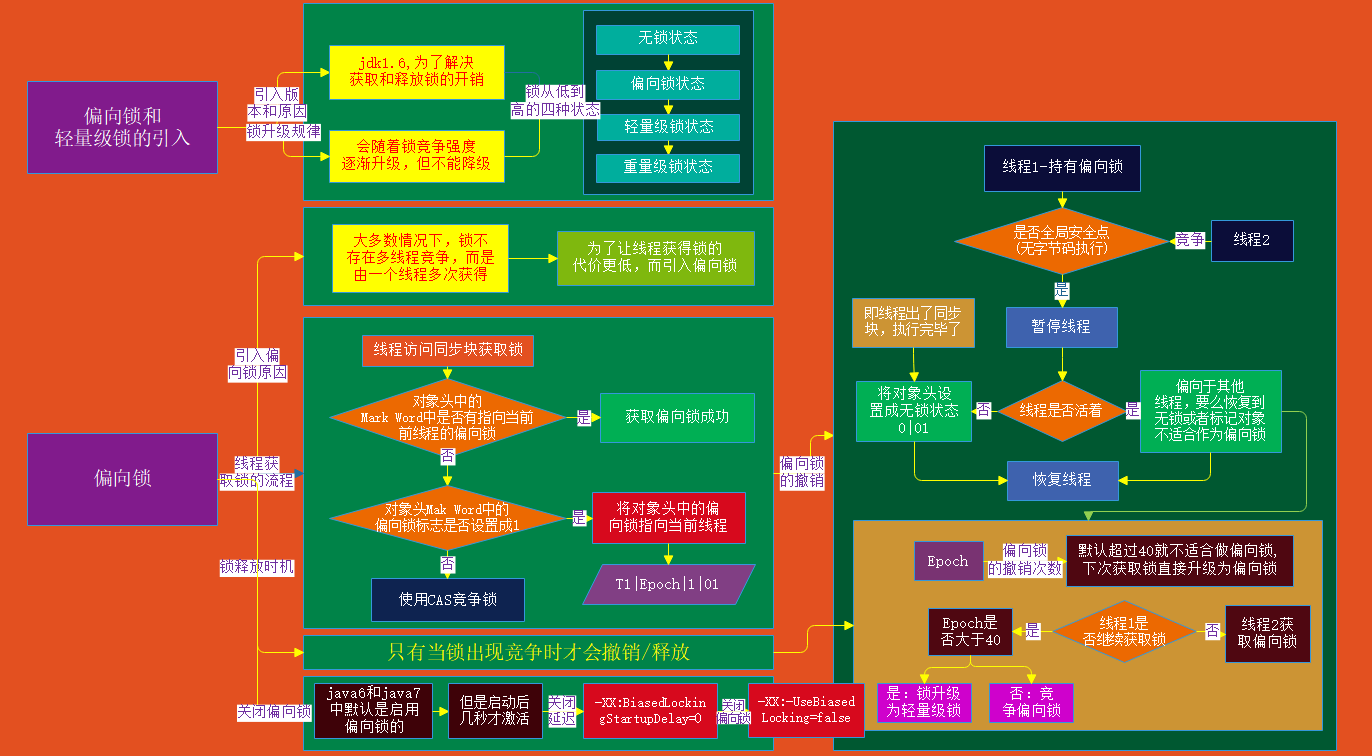 偏向锁和
轻量级锁的引入
引入版
本和原因
锁升级规律
jdk1.6,为了解决
获取和释放锁的开销
会随着锁竞争强度
逐渐升级，但不能降级
锁从低到
高的四种状态
无锁状态
偏向锁状态
轻量级锁状态
重量级锁状态
偏向锁
引入偏
向锁原因
线程获
取锁的流程
锁释放时机
关闭偏向锁
大多数情况下，锁不
存在多线程竞争，而是
由一个线程多次获得
为了让线程获得锁的
代价更低，而引入偏向锁
线程访问同步块获取锁
对象头中的
Mark Word中是否有指向当前
前线程的偏向锁
是
获取偏向锁成功
否
对象头Mak Word中的
偏向锁标志是否设置成1
是
将对象头中的偏
向锁指向当前线程
T1|Epoch|1|01
否
使用CAS竞争锁
只有当锁出现竞争时才会撤销/释放
java6和java7
中默认是启用
偏向锁的
但是启动后
几秒才激活
关闭
延迟
-XX:BiasedLockin
gStartupDelay=0
关闭
偏向锁
-XX:-UseBiased
Locking=false
偏向锁
的撤销
线程1-持有偏向锁
是否全局安全点
(无字节码执行)
竞争
线程2
是
暂停线程
即线程出了同步
块，执行完毕了
将对象头设
置成无锁状态
0|01
否
线程是否活着
是
偏向于其他
线程，要么恢复到
无锁或者标记对象
不适合作为偏向锁
恢复线程
Epoch
偏向锁
的撤销次数
默认超过40就不适合做偏向锁,
下次获取锁直接升级为偏向锁
Epoch是
否大于40
是
线程1是
否继续获取锁
否
线程2获
取偏向锁
是：锁升级
为轻量级锁
否：竞
争偏向锁